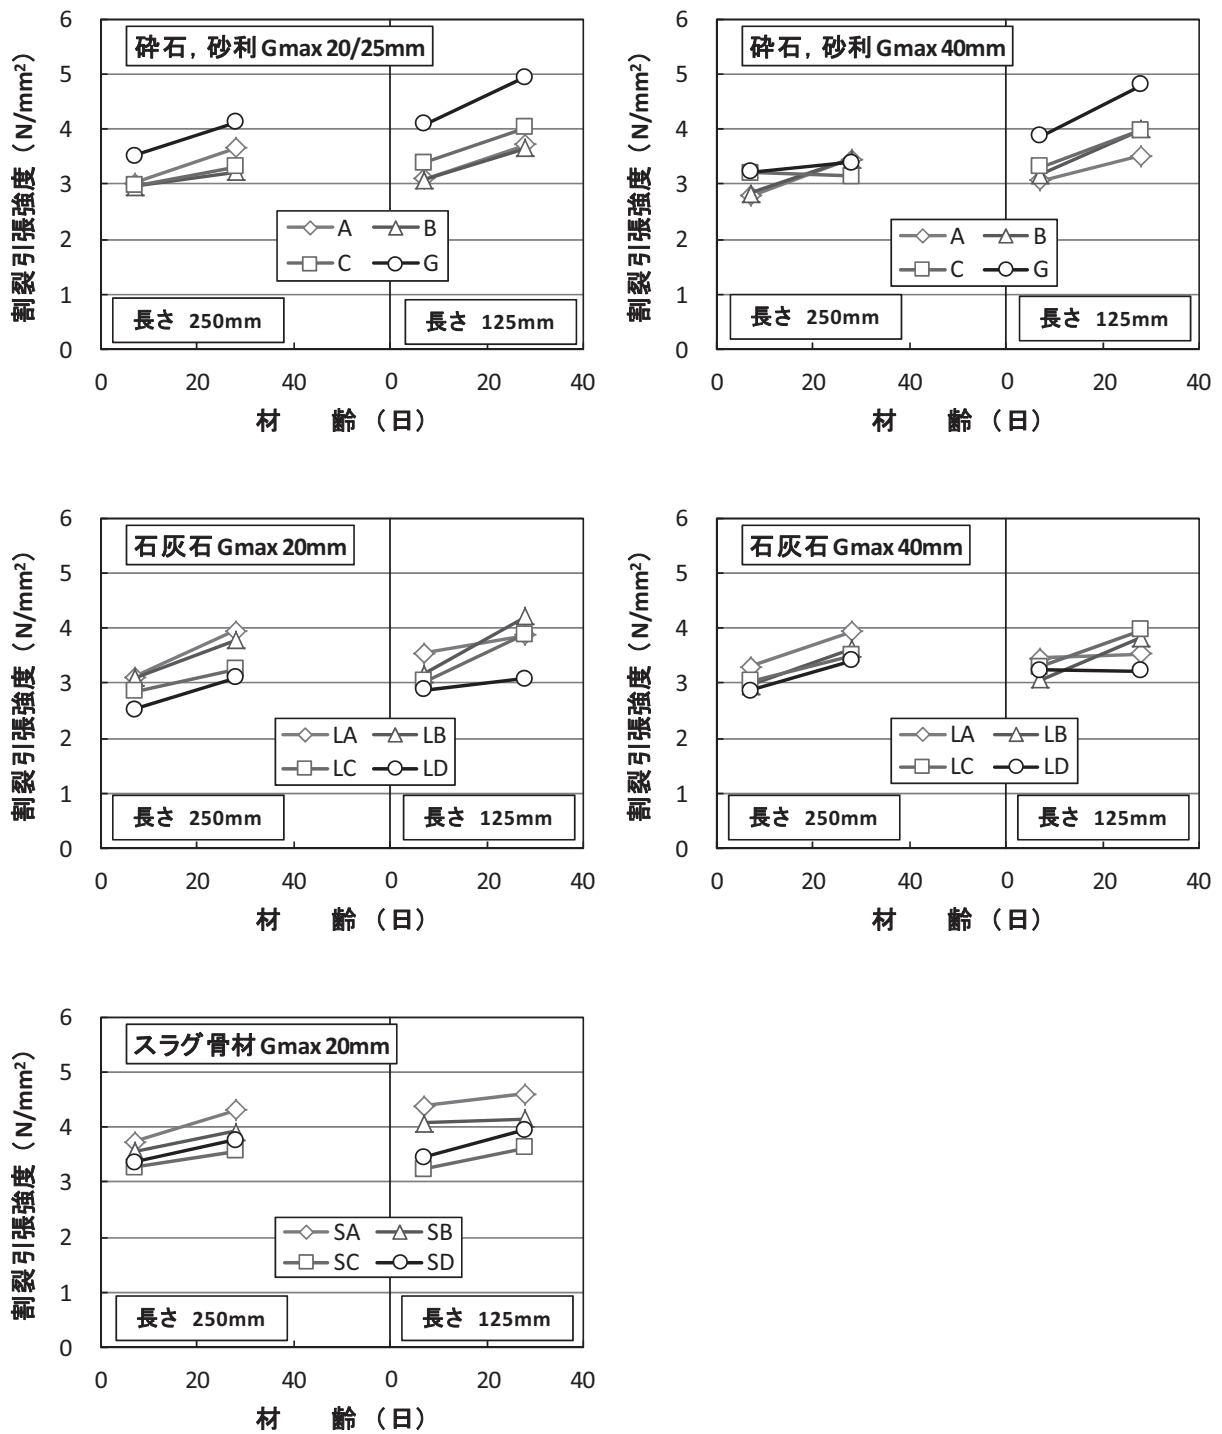 碎石，砂利 Gmax 20/25mm
割裂引張強度（N/mm²）
6
5
4
3
2
1
0
A B
C G
長さ 250mm
長さ 125mm
0 20 40 0 20 40
材 齢（日）
碎石，砂利 Gmax 40mm
割裂引張強度（N/mm²）
6
5
4
3
2
1
0
A B
C G
長さ 250mm
長さ 125mm
0 20 40 0 20 40
材 齢（日）
石灰石 Gmax 20mm
割裂引張強度（N/mm²）
6
5
4
3
2
1
0
LA LB
LC LD
長さ 250mm
長さ 125mm
0 20 40 0 20 40
材 齢（日）
石灰石 Gmax 40mm
割裂引張強度（N/mm²）
6
5
4
3
2
1
0
LA LB
LC LD
長さ 250mm
長さ 125mm
0 20 40 0 20 40
材 齢（日）
スラグ骨材 Gmax 20mm
割裂引張強度（N/mm²）
6
5
4
3
2
1
0
SA SB
SC SD
長さ 250mm
長さ 125mm
0 20 40 0 20 40
材 齢（日）